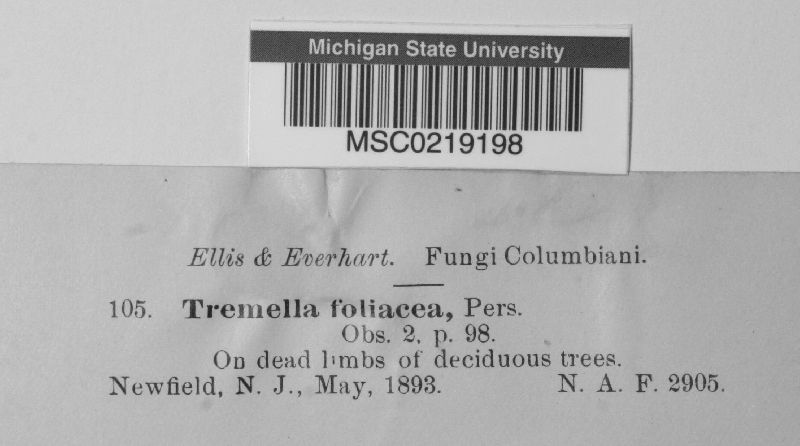 Michigan State University
MSC0219198
Ellis & Everhart. Fungi Columbiani.
105. Tremella foliacea, Pers.
Obs. 2, p. 98.
On dead limbs of deciduous trees.
Newfield, N. J., May, 1893. N. A. F. 2905.